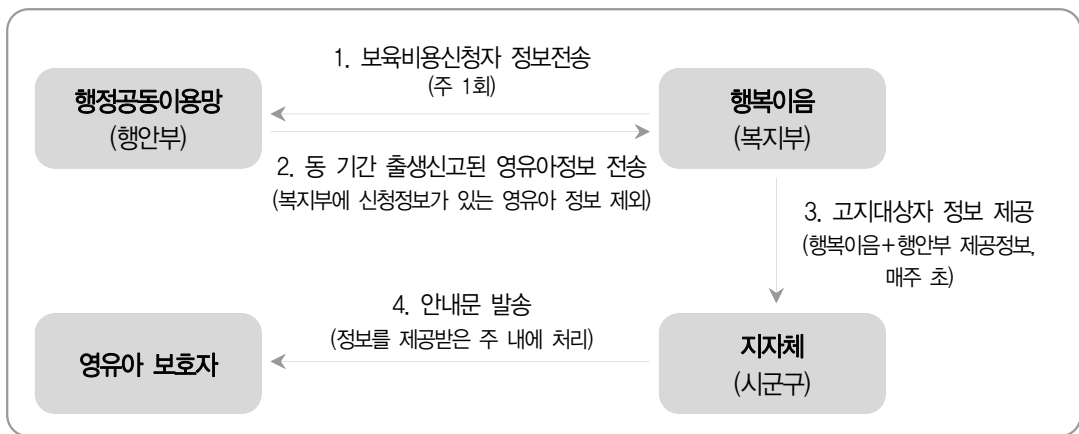 1. 보육비용신청자 정보전송
(주 1회)
행정공동이용망
(행안부)
행복이음
(복지부)
2. 동 기간 출생신고된 영유아정보 전송
(복지부에 신청정보가 있는 영유아 정보 제외)
3. 고지대상자 정보 제공
(행복이음+행안부 제공정보,
매주 초)
4. 안내문 발송
(정보를 제공받은 주 내에 처리)
영유아 보호자
지자체
(시군구)